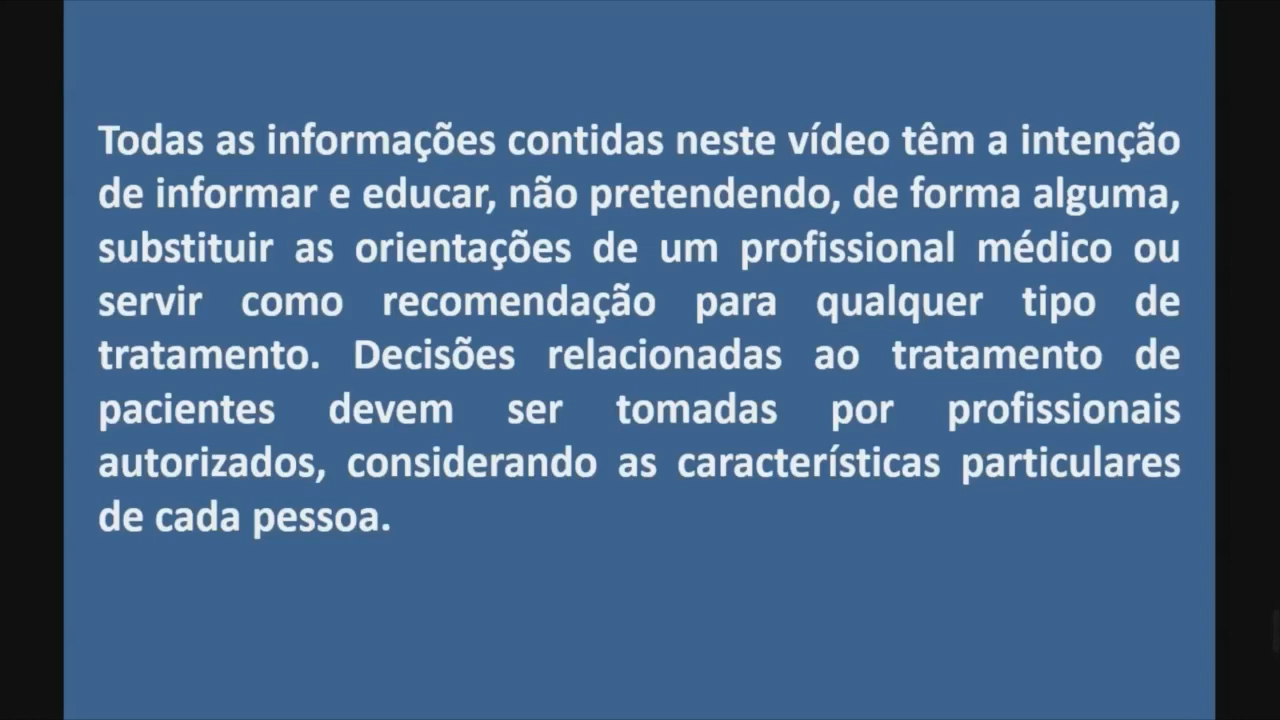 Todas as informações contidas neste vídeo têm a intenção
de informar e educar, não pretendendo, de forma alguma,
substituir as orientações de um profissional médico ou
servir como recomendação para qualquer tipo de
tratamento. Decisões relacionadas ao tratamento de
pacientes devem ser tomadas por profissionais
autorizados, considerando as características particulares
de cada pessoa.